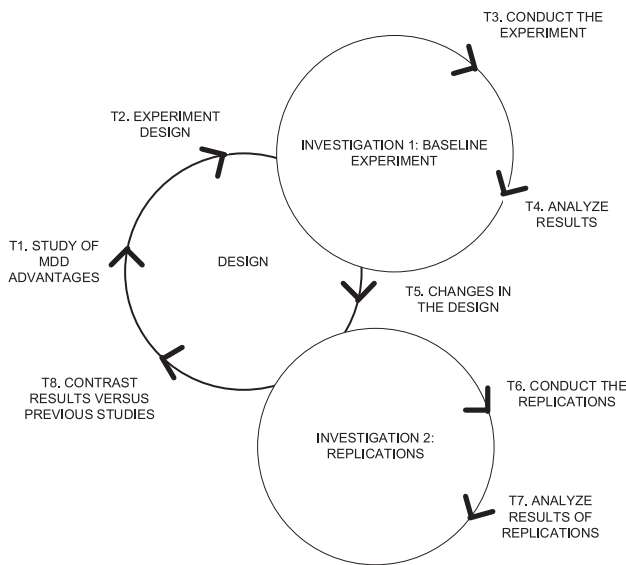 T3. CONDUCT THE
EXPERIMENT
T2. EXPERIMENT
DESIGN
INVESTIGATION 1: BASELINE
EXPERIMENT
T4. ANALYZE
RESULTS
T1. STUDY OF
MDD
ADVANTAGES
DESIGN
T5. CHANGES IN
THE DESIGN
T8. CONTRAST
RESULTS VERSUS
PREVIOUS STUDIES
T6. CONDUCT THE
REPLICATIONS
INVESTIGATION 2:
REPLICATIONS
T7. ANALYZE
RESULTS OF
REPLICATIONS